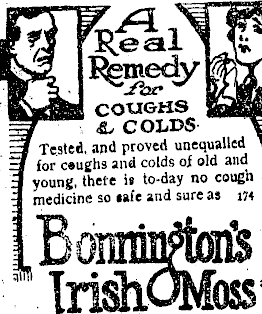 A
Real
Remedy
for
COUGHS
& COLDS.
Tested, and proved unequalled
for coughs and colds of old and
young, there is to-day no cough
medicine so safe and sure as 174
Bonnington's
Irish Moss